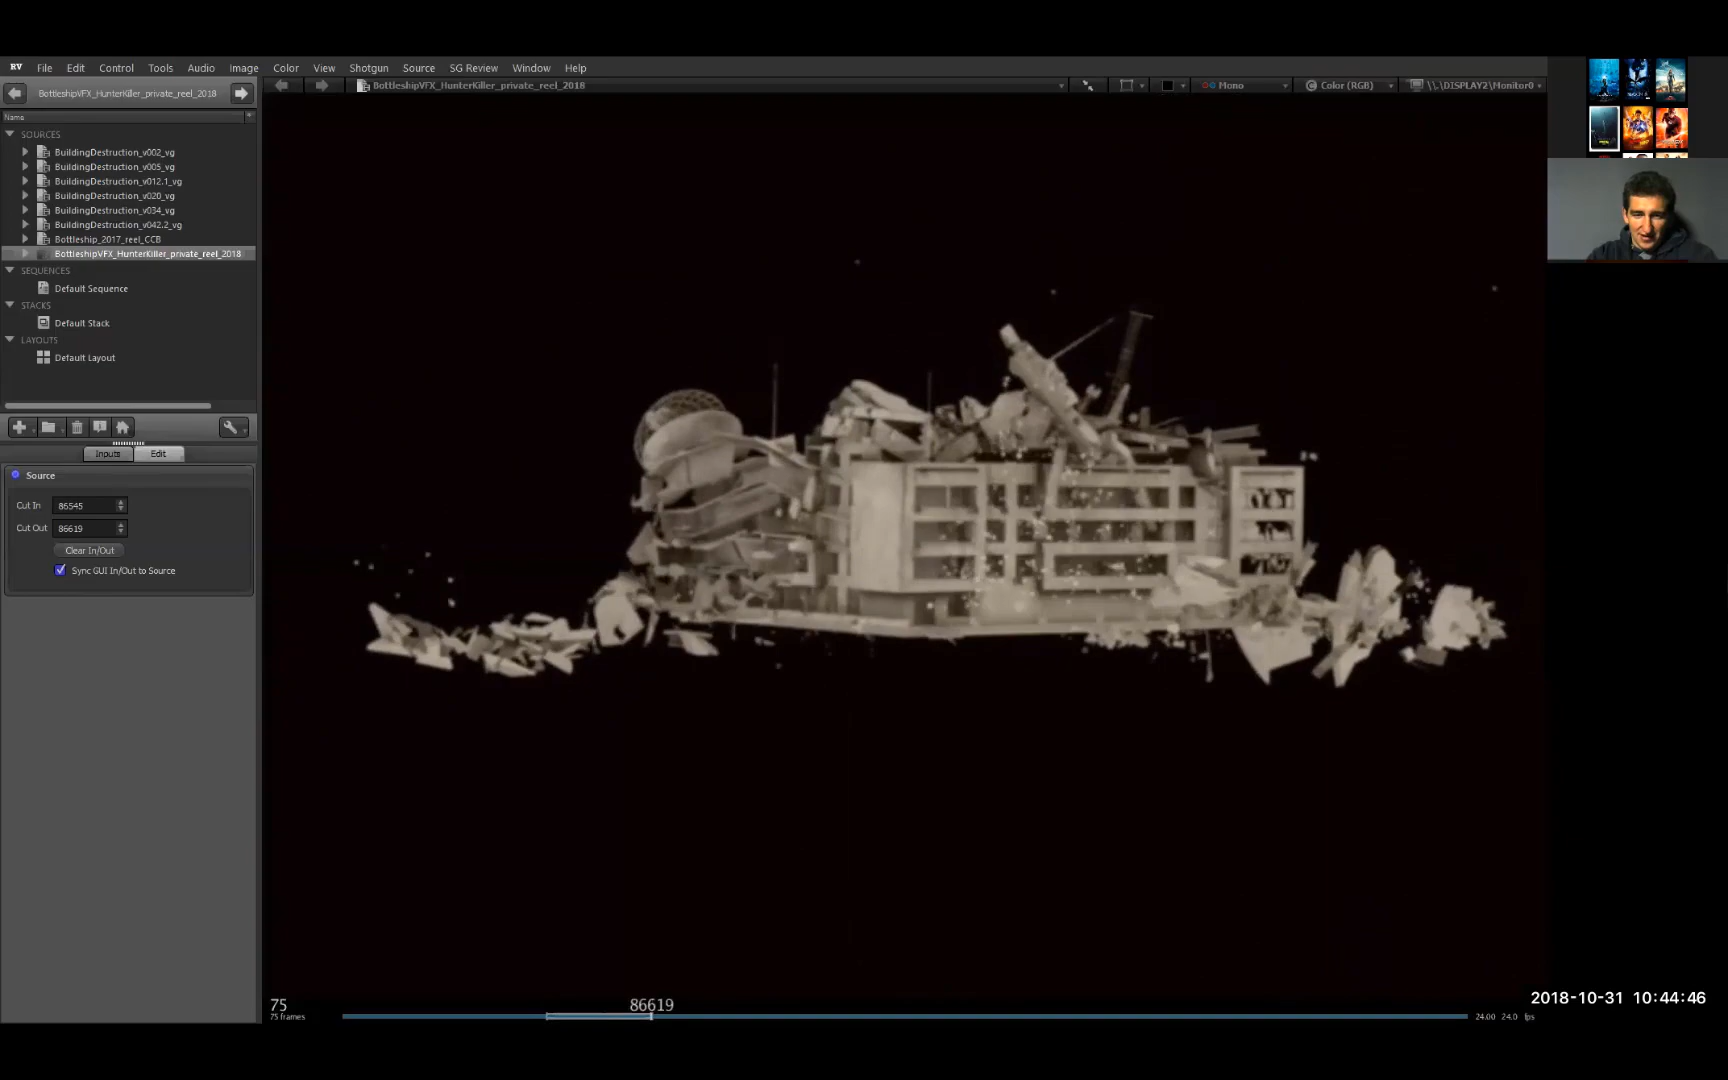 RV File Edit Control Tools Audio Image Color View Shotgun Source SG Review Window Help
BottleshipVFX_HunterKiller_private_reel_2018
BottleshipVFX_HunterKiller_private_reel_2018
Mono
Color (RGB)
\\.\DISPLAY2\Monitor0
Name
SOURCES
BuildingDestruction_v002_vg
BuildingDestruction_v005_vg
BuildingDestruction_v012.1_vg
BuildingDestruction_v020_vg
BuildingDestruction_v034_vg
BuildingDestruction_v042.2_vg
Bottleship_2017_reel_CCB
BottleshipVFX_HunterKiller_private_reel_2018
SEQUENCES
Default Sequence
STACKS
Default Stack
LAYOUTS
Default Layout
Inputs Edit
Source
Cut In 86545
Cut Out 86619
Clear In/Out
Sync GUI In/Out to Source
75
75 frames
86619
2018-10-31 10:44:46
24.00 24.0 fps